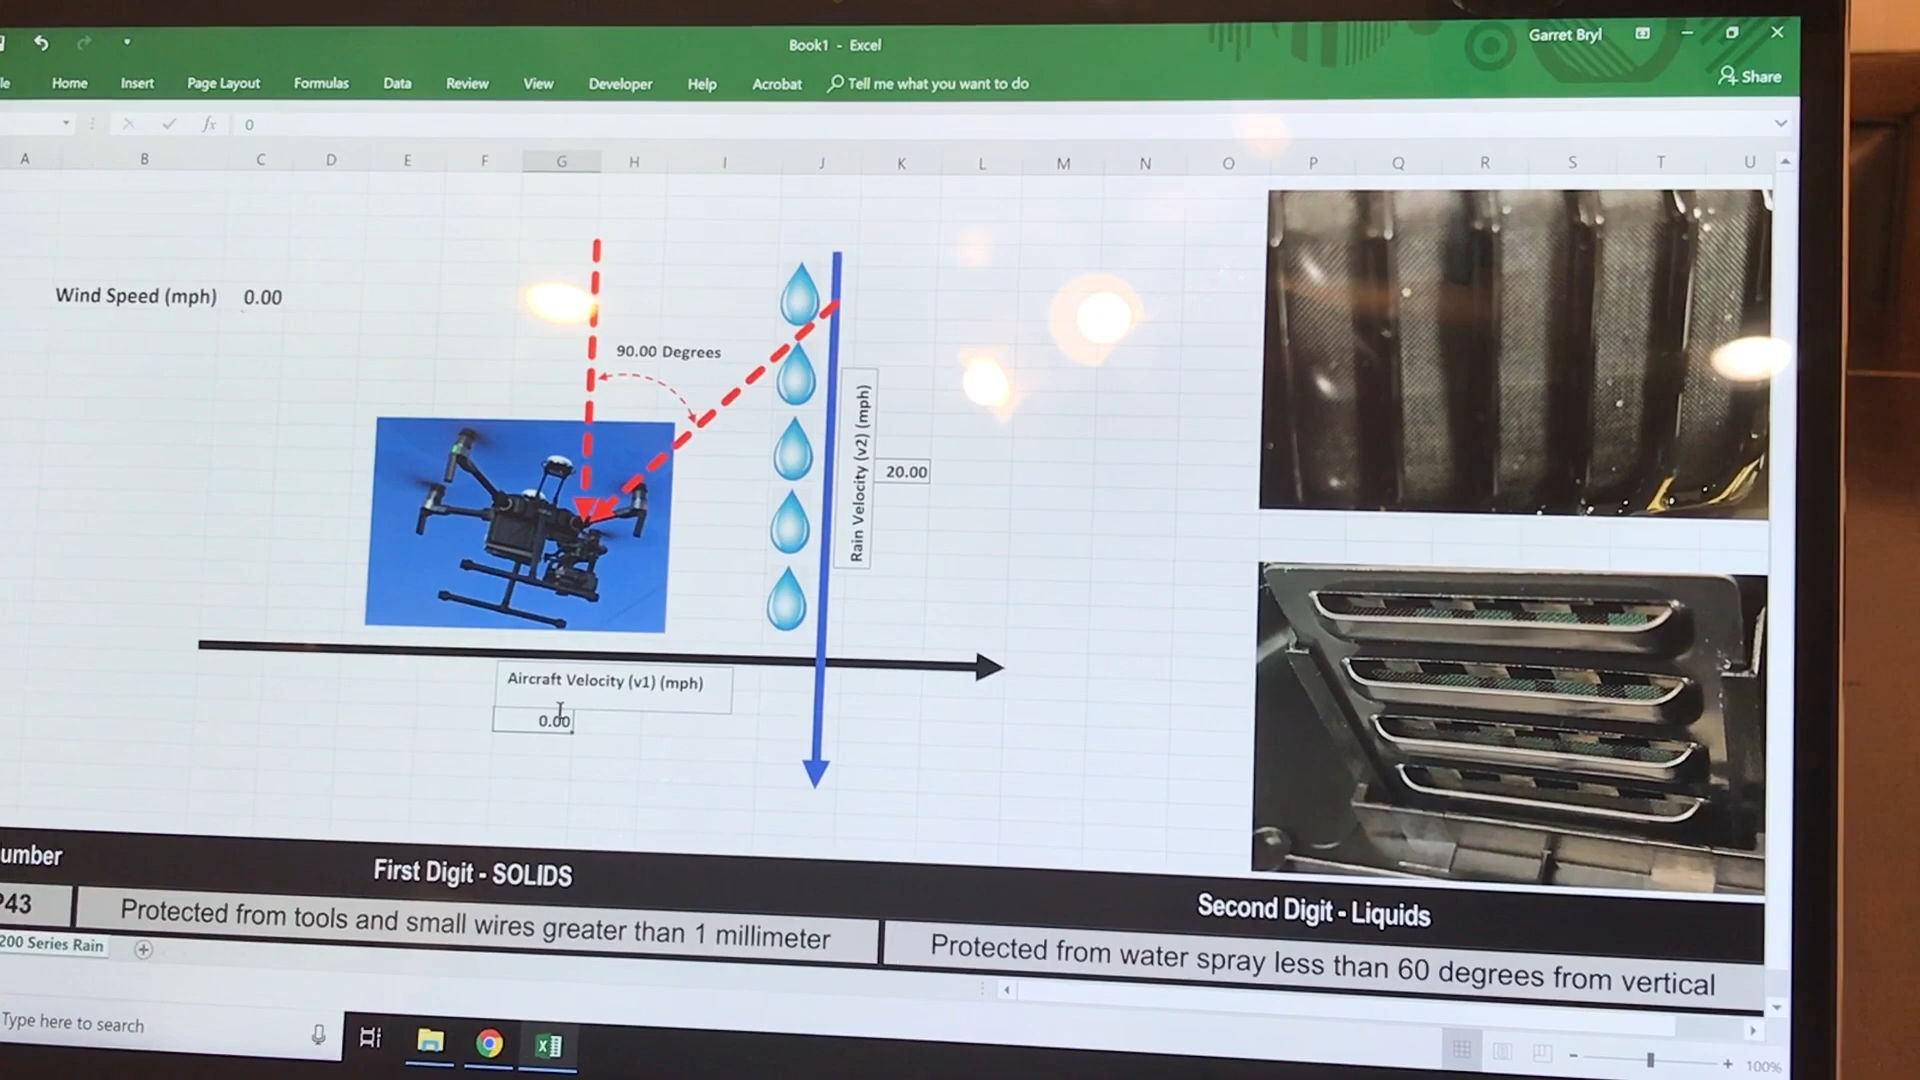 Book1 - Excel
Garret Bryl
Home Insert Page Layout Formulas Data Review View Developer Help Acrobat Tell me what you want to do
Share
fx 0
A B C D E F G H I J K L M N O P Q R S T U
Wind Speed (mph) 0.00
90.00 Degrees
Rain Velocity (v2) (mph)
20.00
Aircraft Velocity (v1) (mph)
0.00
First Digit - SOLIDS
Second Digit - Liquids
43
Protected from tools and small wires greater than 1 millimeter
Protected from water spray less than 60 degrees from vertical
200 Series Rain
Type here to search
100%